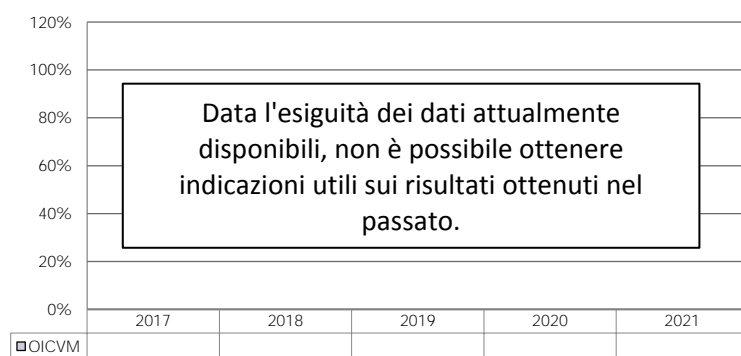 120%
100%
80%
60%
40%
20%
0%
Data l'esiguità dei dati attualmente
disponibili, non è possibile ottenere
indicazioni utili sui risultati ottenuti nel
passato.
2017 2018 2019 2020 2021
OICVM